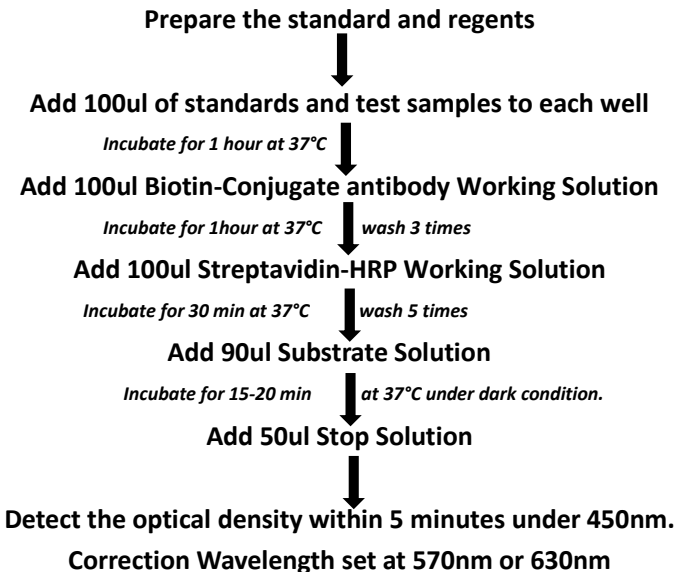 Prepare the standard and regents
Add 100ul of standards and test samples to each well
Incubate for 1 hour at 37°C
Add 100ul Biotin-Conjugate antibody Working Solution
Incubate for 1hour at 37°C wash 3 times
Add 100ul Streptavidin-HRP Working Solution
Incubate for 30 min at 37°C wash 5 times
Add 90ul Substrate Solution
Incubate for 15-20 min at 37°C under dark condition.
Add 50ul Stop Solution
Detect the optical density within 5 minutes under 450nm.
Correction Wavelength set at 570nm or 630nm